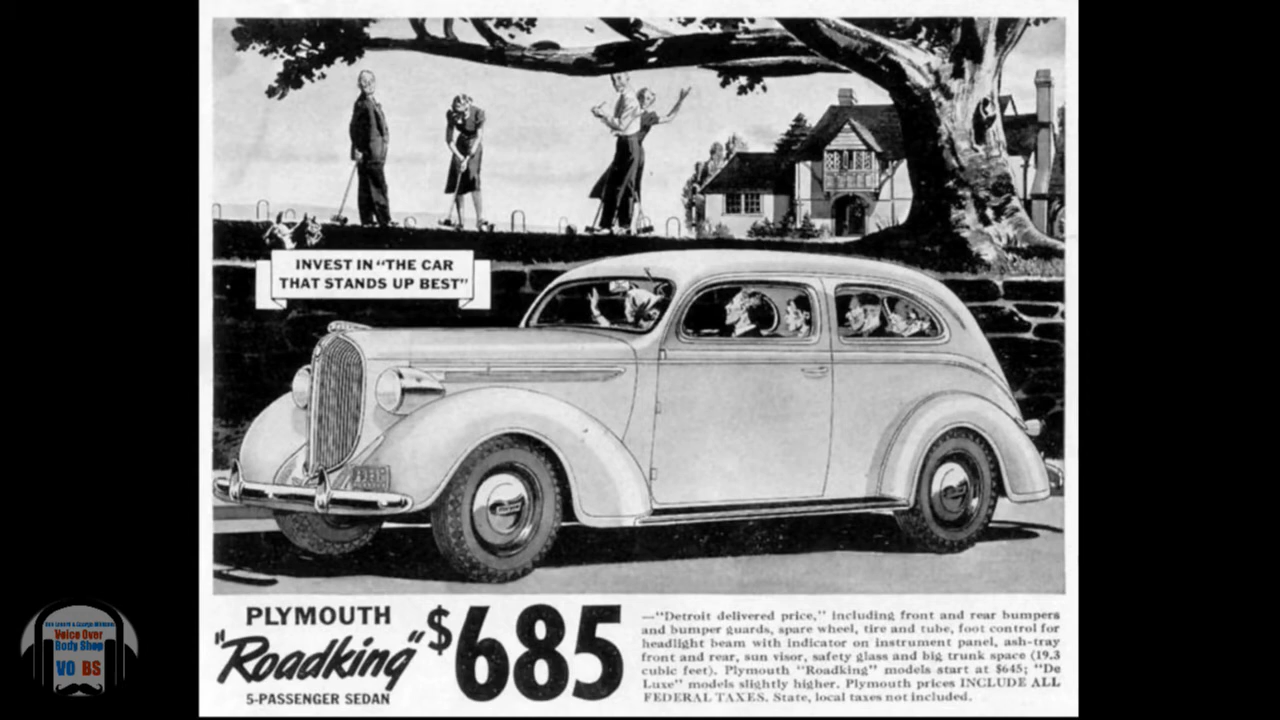 INVEST IN "THE CAR
THAT STANDS UP BEST"
PLYMOUTH
"Roadking"
5-PASSENGER SEDAN
$685
—"Detroit delivered price," including front and rear bumpers
and bumper guards, spare wheel, tire and tube, foot control for
headlight beam with indicator on instrument panel, ash-tray
front and rear, sun visor, safety glass and big trunk space (19.3
cubic feet). Plymouth "Roadking" models start at $645; "De
Luxe" models slightly higher. Plymouth prices INCLUDE ALL
FEDERAL TAXES. State, local taxes not included.
Voice Over
Body Shop
VO BS